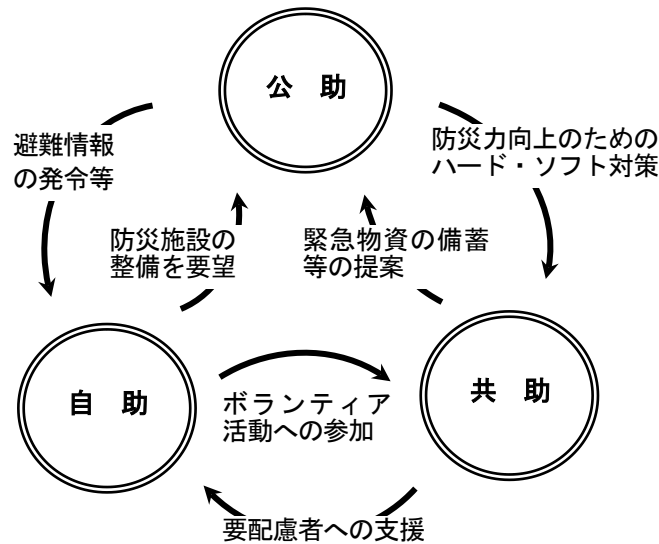 公　助
避難情報
の発令等
防災力向上のための
ハード・ソフト対策
防災施設の
整備を要望
緊急物資の備蓄
等の提案
自　助
共　助
ボランティア
活動への参加
要配慮者への支援